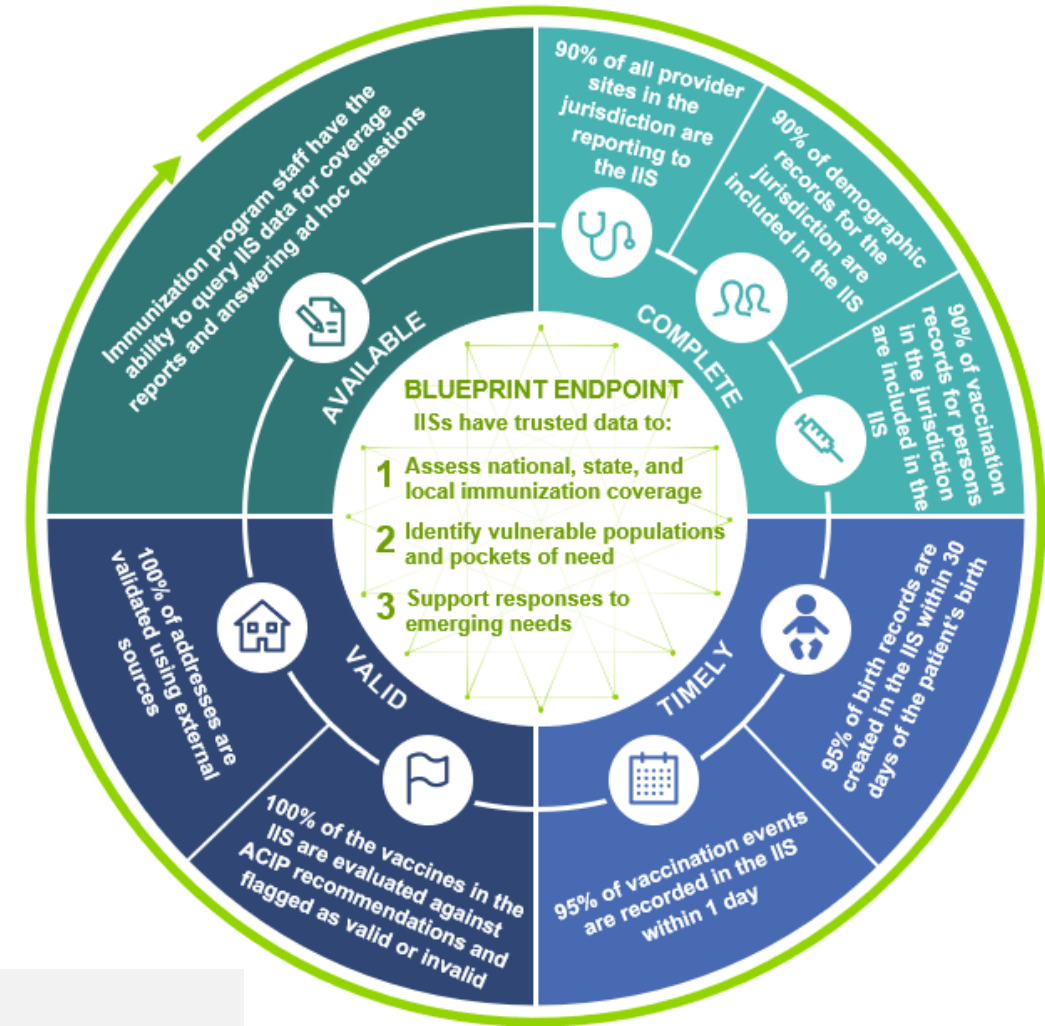 90% of all provider
sites in the
jurisdiction are
reporting to
the IIS
90% of demographic
records for the
jurisdiction are
included in the IIS
90% of vaccination
records for persons
in the jurisdiction
are included in the
IIS
COMPLETE
95% of birth records are
created in the IIS within 30
days of the patient's birth
95% of vaccination events
are recorded in the IIS
within 1 day
TIMELY
100% of the vaccines in the
IIS are evaluated against
ACIP recommendations and
flagged as valid or invalid
100% of addresses are
validated using external
sources
VALID
Immunization program staff have the
ability to query IIS data for coverage
reports and answering ad hoc questions
AVAILABLE
BLUEPRINT ENDPOINT
IISs have trusted data to:
1 Assess national, state, and
local immunization coverage
2 Identify vulnerable populations
and pockets of need
3 Support responses to
emerging needs